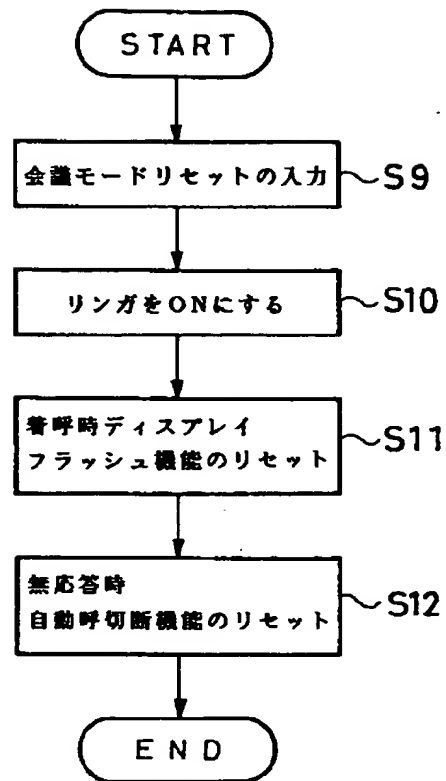 START
会議モードリセットの入力
S9
リンガをONにする
S10
着呼時ディスプレイ
フラッシュ機能のリセット
S11
無応答時
自動呼切断機能のリセット
S12
END